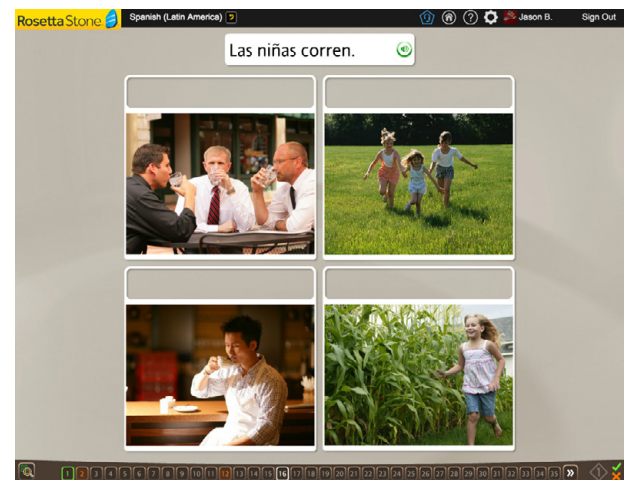 RosettaStone
Spanish (Latin America) ?
? Jason B. Sign Out
Las niñas corren.
1 2 3 4 5 6 7 8 9 10 11 12 13 14 15 16 17 18 19 20 21 22 23 24 25 26 27 28 29 30 31 32 33 34 35 »
1